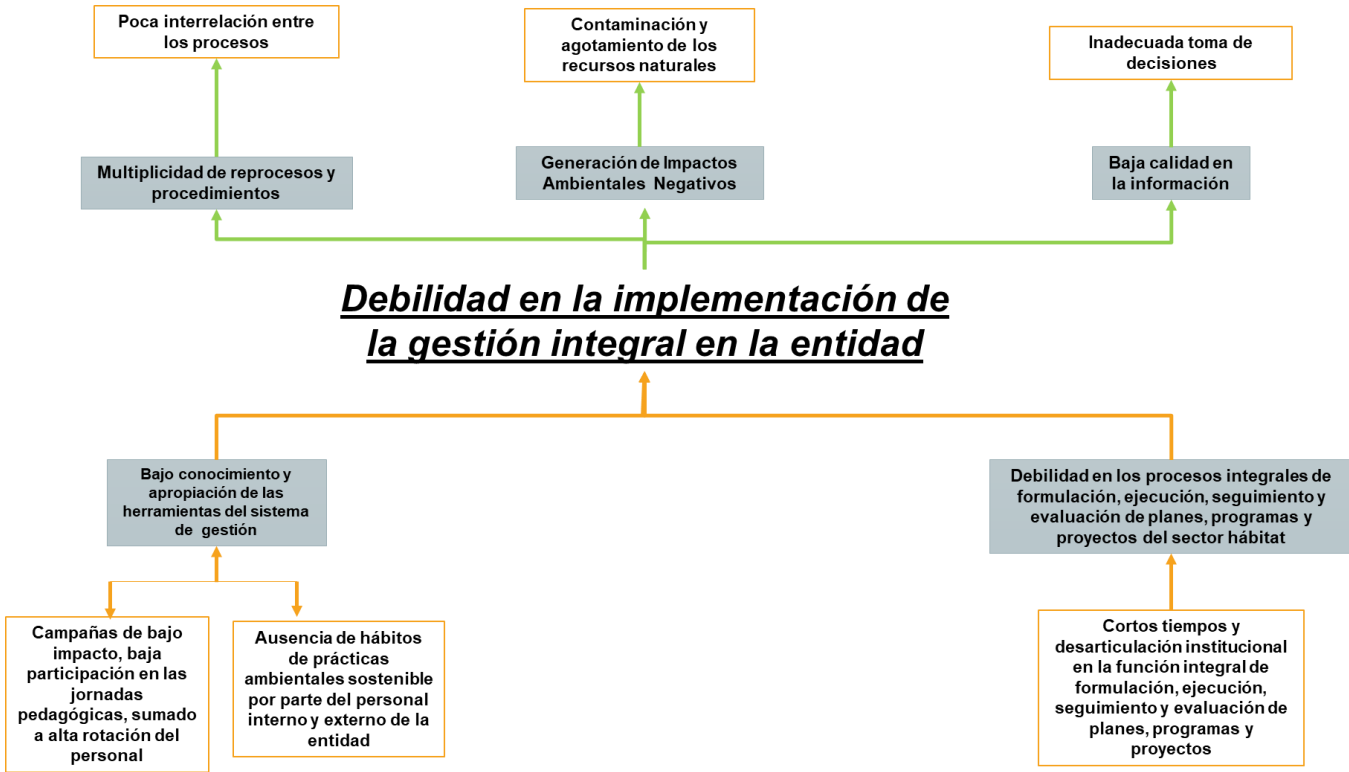 Poca interrelación entre
los procesos
Contaminación y
agotamiento de los
recursos naturales
Inadecuada toma de
decisiones
Multiplicidad de reprocesos y
procedimientos
Generación de Impactos
Ambientales Negativos
Baja calidad en
la información
Debilidad en la implementación de
la gestión integral en la entidad
Bajo conocimiento y
apropiación de las
herramientas del sistema
de gestión
Debilidad en los procesos integrales de
formulación, ejecución, seguimiento y
evaluación de planes, programas y
proyectos del sector hábitat
Campañas de bajo
impacto, baja
participación en las
jornadas
pedagógicas, sumado
a alta rotación del
personal
Ausencia de hábitos
de prácticas
ambientales sostenible
por parte del personal
interno y externo de la
entidad
Cortos tiempos y
desarticulación institucional
en la función integral de
formulación, ejecución,
seguimiento y evaluación de
planes, programas y
proyectos